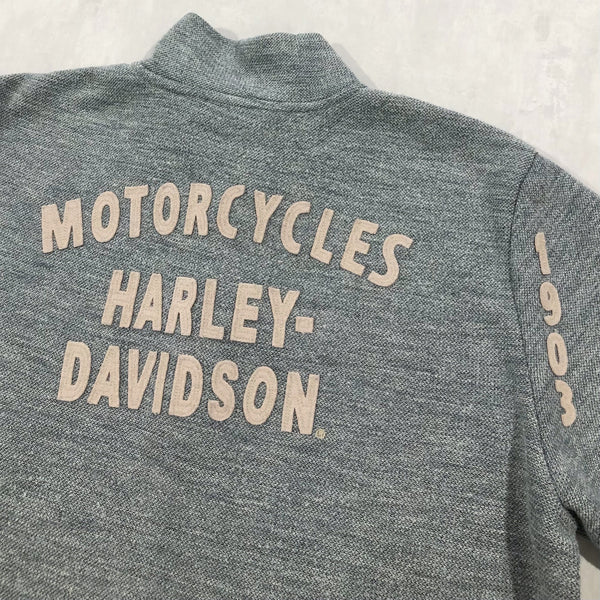 MOTORCYCLES
HARLEY-
DAVIDSON®
1903